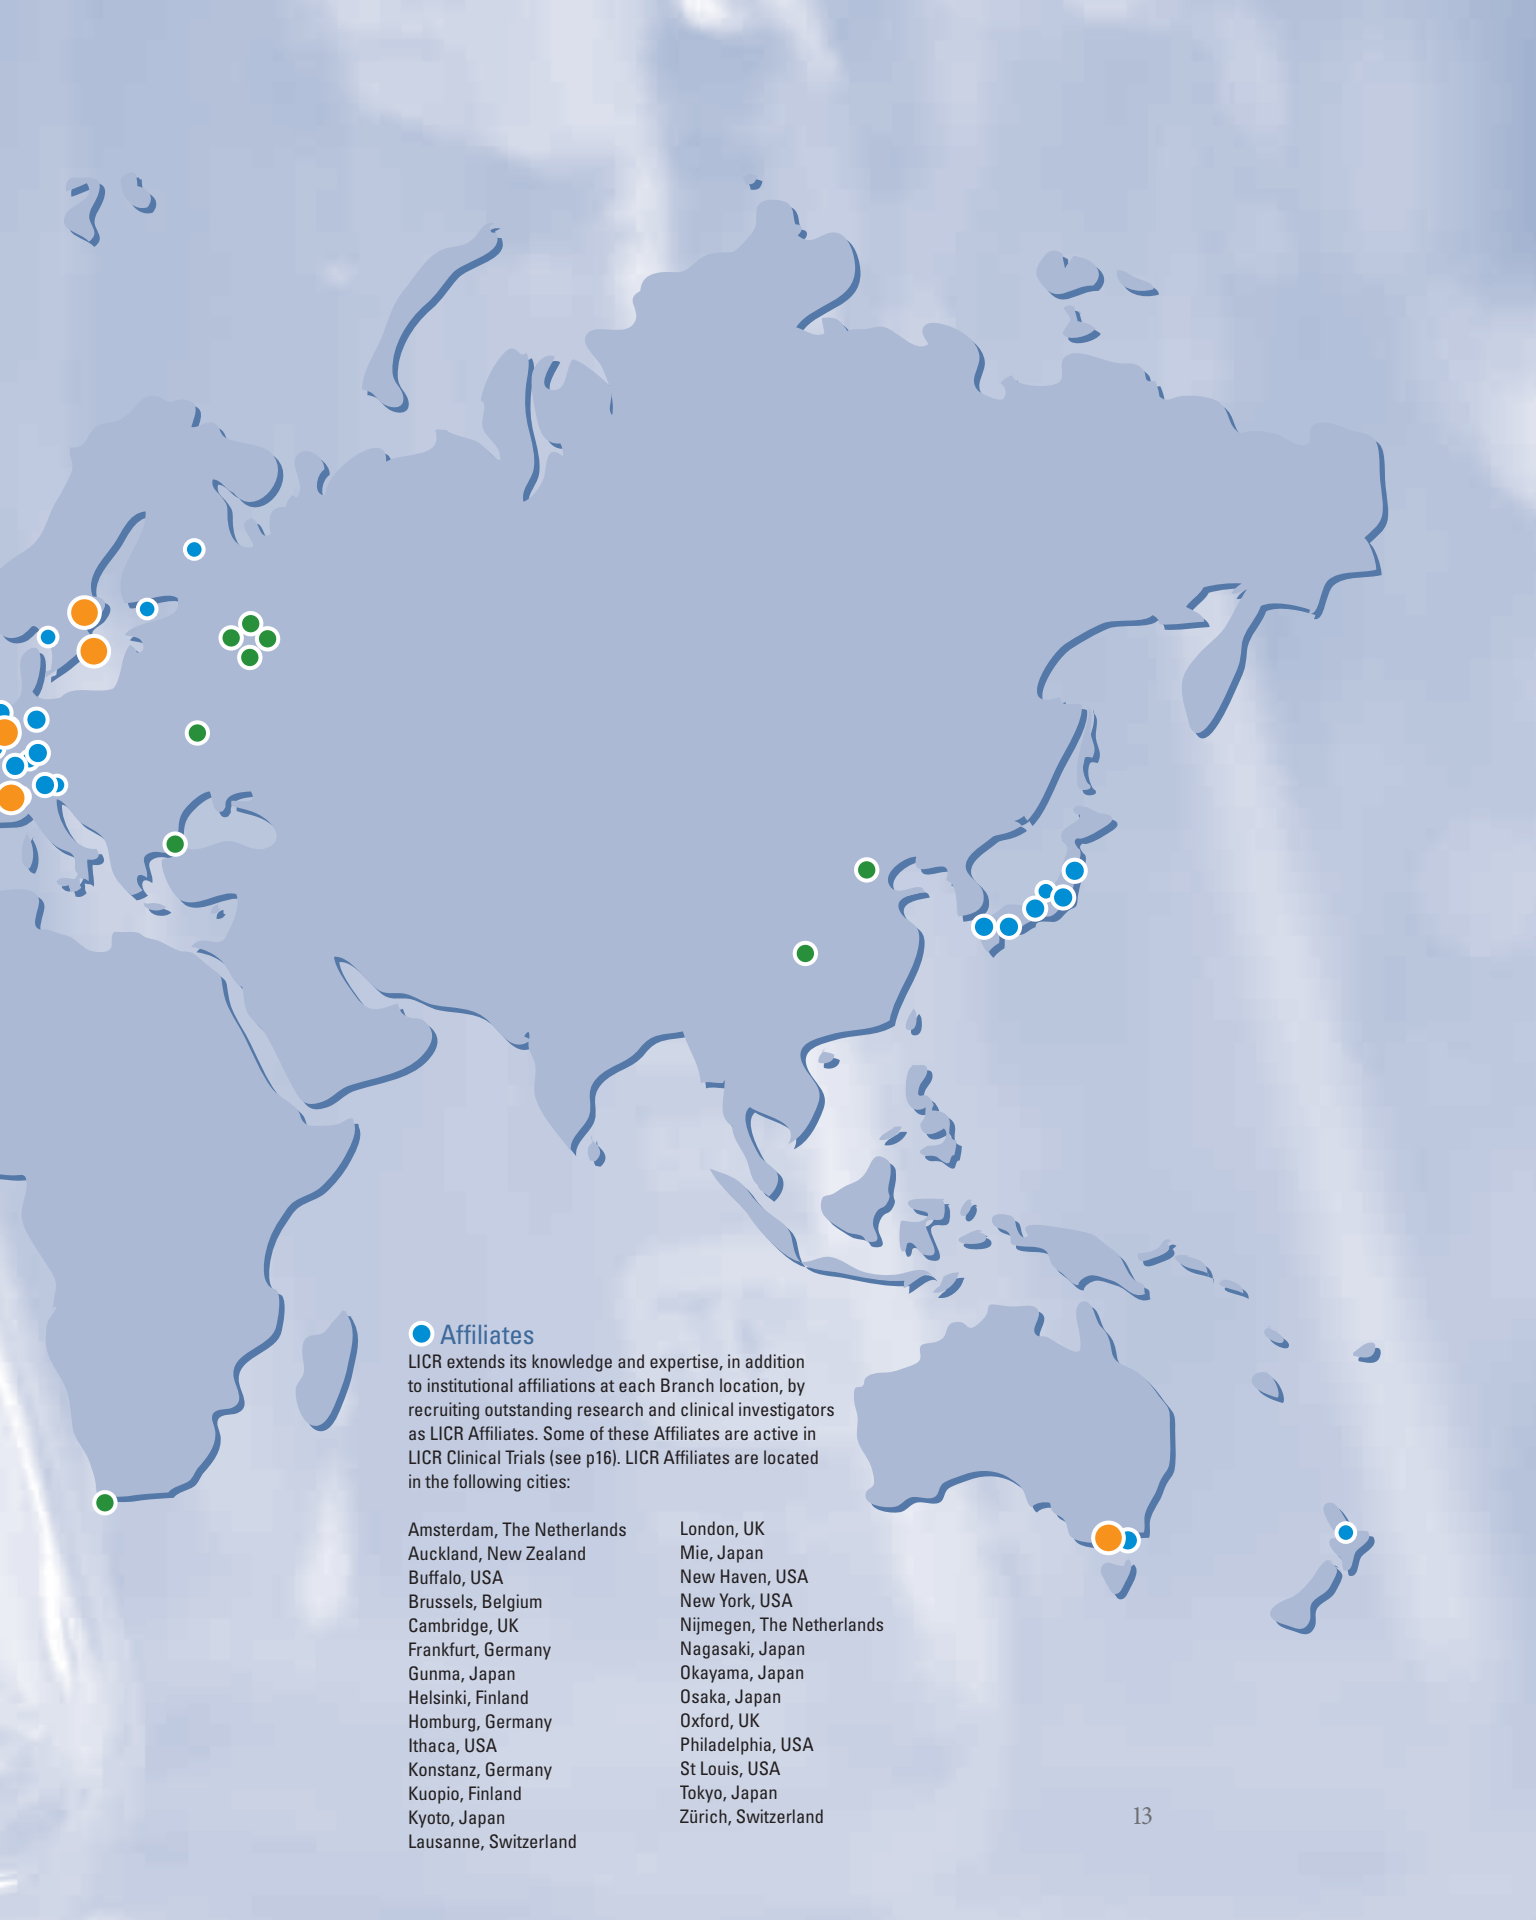 Affiliates
LICR extends its knowledge and expertise, in addition
to institutional affiliations at each Branch location, by
recruiting outstanding research and clinical investigators
as LICR Affiliates. Some of these Affiliates are active in
LICR Clinical Trials (see p16). LICR Affiliates are located
in the following cities:
Amsterdam, The Netherlands
Auckland, New Zealand
Buffalo, USA
Brussels, Belgium
Cambridge, UK
Frankfurt, Germany
Gunma, Japan
Helsinki, Finland
Homburg, Germany
Ithaca, USA
Konstanz, Germany
Kuopio, Finland
Kyoto, Japan
Lausanne, Switzerland
London, UK
Mie, Japan
New Haven, USA
New York, USA
Nijmegen, The Netherlands
Nagasaki, Japan
Okayama, Japan
Osaka, Japan
Oxford, UK
Philadelphia, USA
St Louis, USA
Tokyo, Japan
Zürich, Switzerland
13